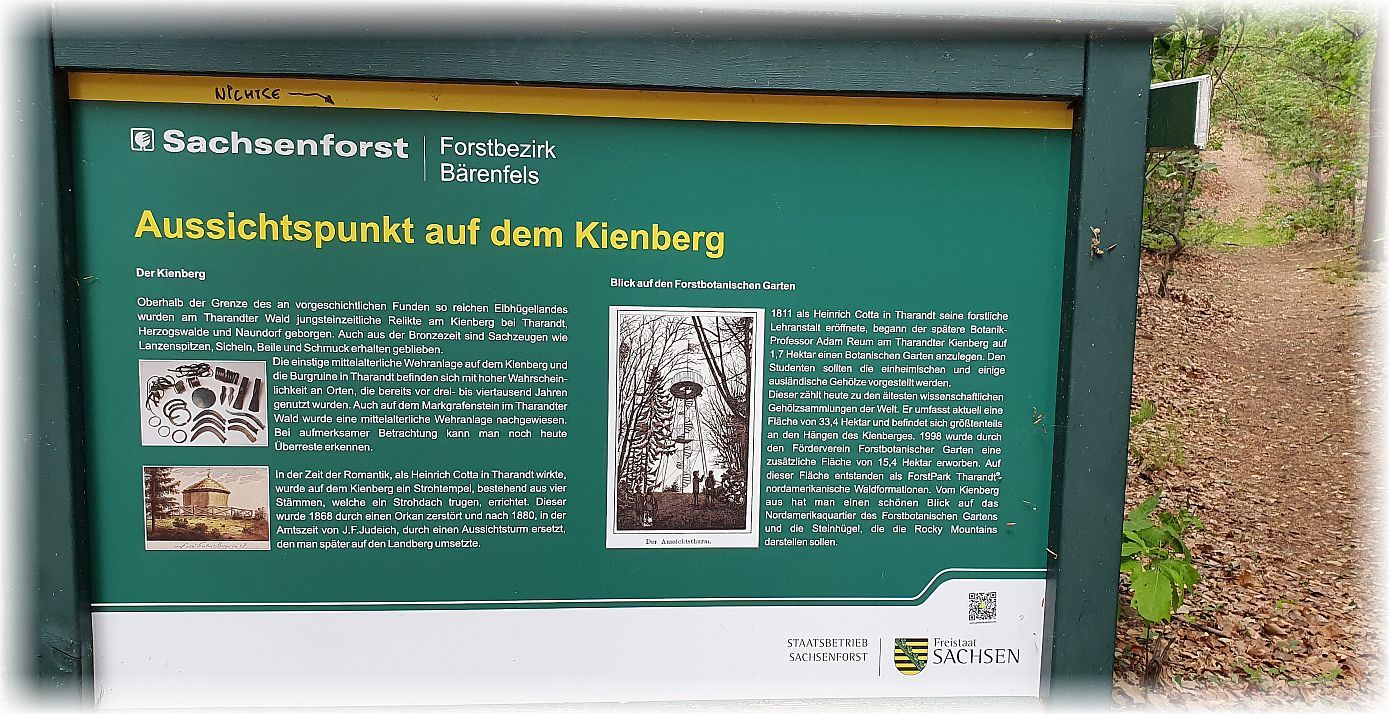 NICHTSE →
Sachsenforst
Forstbezirk
Bärenfels
Aussichtspunkt auf dem Kienberg
Der Kienberg
Oberhalb der Grenze des an vorgeschichtlichen Funden so reichen Elbhügellandes
wurden am Tharandter Wald jungsteinzeitliche Relikte am Kienberg bei Tharandt,
Herzogswalde und Naundorf geborgen. Auch aus der Bronzezeit sind Sachzeugen wie
Lanzenspitzen, Sicheln, Beile und Schmuck erhalten geblieben.
Die einstige mittelalterliche Wehranlage auf dem Kienberg und
die Burgruine in Tharandt befinden sich mit hoher Wahrschein-
lichkeit an Orten, die bereits vor drei- bis viertausend Jahren
genutzt wurden. Auch auf dem Markgrafenstein im Tharandter
Wald wurde eine mittelalterliche Wehranlage nachgewiesen.
Bei aufmerksamer Betrachtung kann man noch heute
Überreste erkennen.
In der Zeit der Romantik, als Heinrich Cotta in Tharandt wirkte,
wurde auf dem Kienberg ein Strohtempel, bestehend aus vier
Stämmen, welche ein Strohdach trugen, errichtet. Dieser
wurde 1868 durch einen Orkan zerstört und nach 1880, in der
Amtszeit von J.F.Judeich, durch einen Aussichtsturm ersetzt,
den man später auf den Landberg umsetzte.
Blick auf den Forstbotanischen Garten
Der Aussichtsthurm.
1811 als Heinrich Cotta in Tharandt seine forstliche
Lehranstalt eröffnete, begann der spätere Botanik-
Professor Adam Reum am Tharandter Kienberg auf
1,7 Hektar einen Botanischen Garten anzulegen. Den
Studenten sollten die einheimischen und einige
ausländische Gehölze vorgestellt werden.
Dieser zählt heute zu den ältesten wissenschaftlichen
Gehölzsammlungen der Welt. Er umfasst aktuell eine
Fläche von 33,4 Hektar und befindet sich größtenteils
an den Hängen des Kienberges. 1998 wurde durch
den Förderverein Forstbotanischer Garten eine
zusätzliche Fläche von 15,4 Hektar erworben. Auf
dieser Fläche entstanden als ForstPark Tharandt
nordamerikanische Waldformationen. Vom Kienberg
aus hat man einen schönen Blick auf das
Nordamerikaquartier des Forstbotanischen Gartens
und die Steinhügel, die die Rocky Mountains
darstellen sollen.
STAATSBETRIEB
SACHSENFORST
Freistaat
SACHSEN